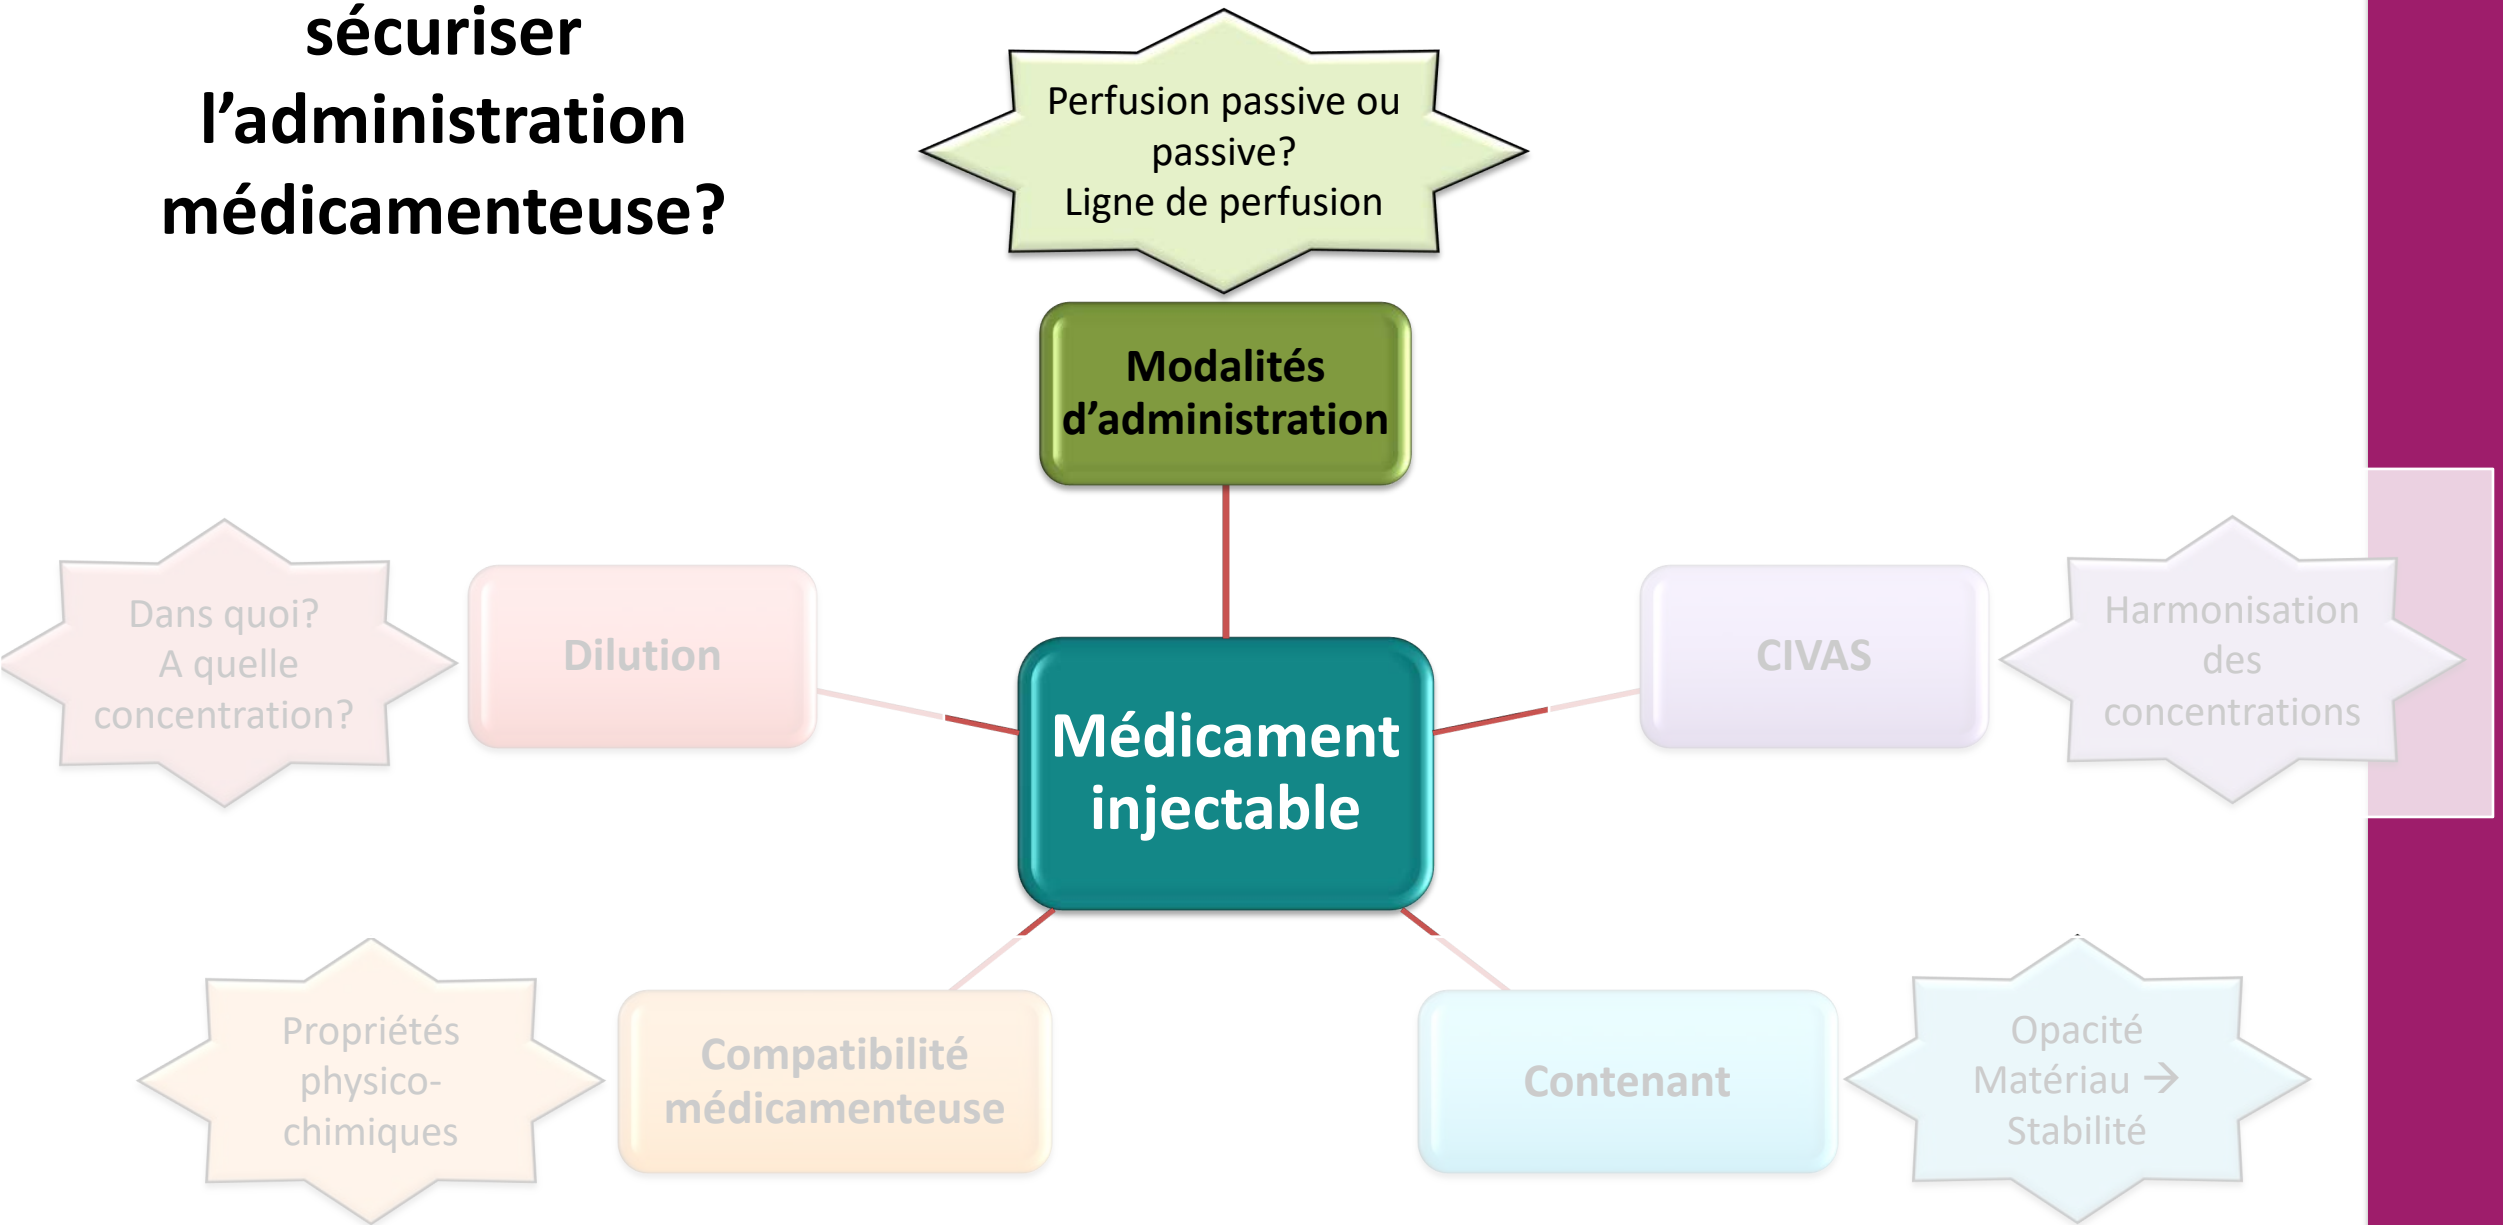 sécuriser
l’administration
médicamenteuse?
Perfusion passive ou
passive?
Ligne de perfusion
Modalités
d’administration
Dans quoi?
A quelle
concentration?
Dilution
Médicament
injectable
CIVAS
Harmonisation
des
concentrations
Propriétés
physico-
chimiques
Compatibilité
médicamenteuse
Contenant
Opacité
Matériau →
Stabilité